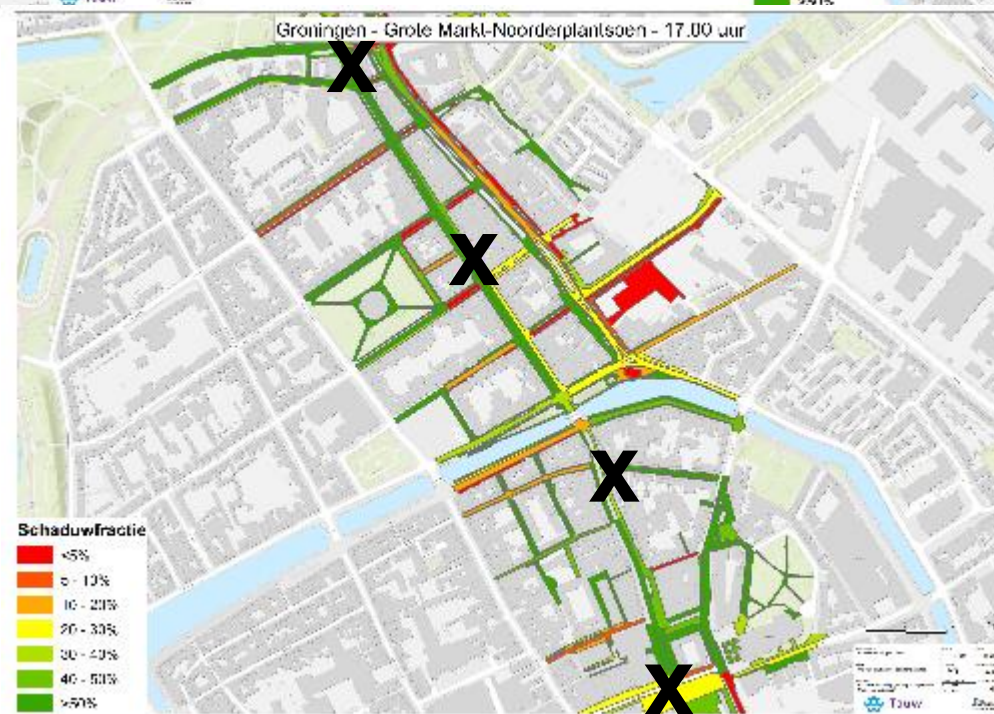 Groningen - Grote Markt-Noorderplantsoen - 17.00 uur
X
X
X
X
Schaduwfractie
<5%
5 - 10%
10 - 20%
20 - 30%
30 - 40%
40 - 50%
>50%
Tauw